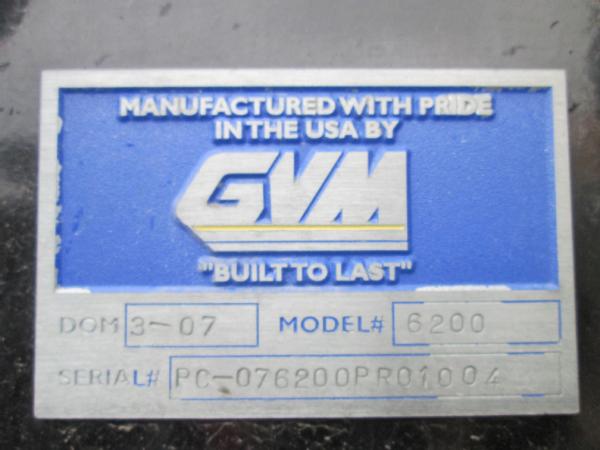 MANUFACTURED WITH PRIDE
IN THE USA BY
GVM
"BUILT TO LAST"
DOM 3-07 MODEL# 6200
SERIAL# PC-076200PR01004